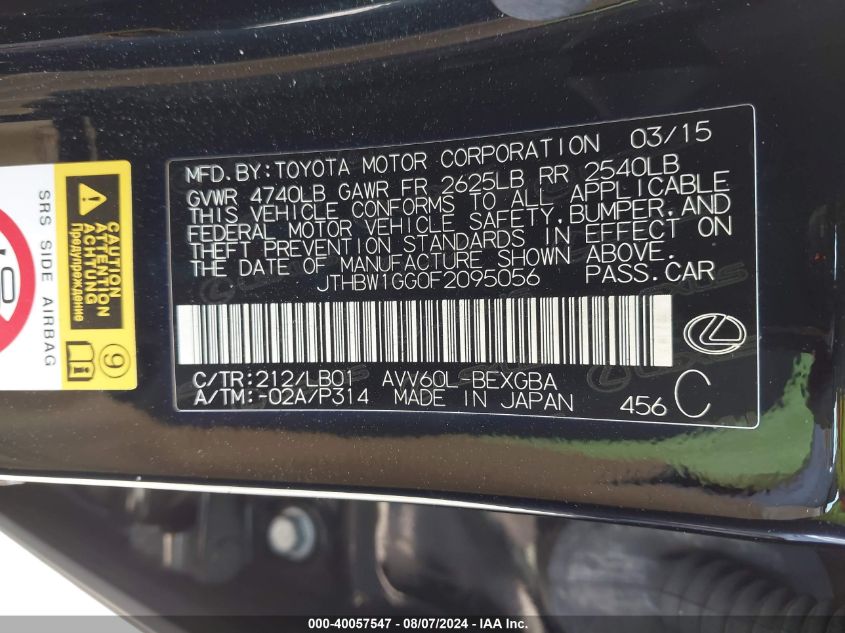 MFD.BY:TOYOTA MOTOR CORPORATION 03/15
GVWR 4740LB GAWR FR 2625LB RR 2540LB
THIS VEHICLE CONFORMS TO ALL APPLICABLE
FEDERAL MOTOR VEHICLE SAFETY,BUMPER,AND
THEFT PREVENTION STANDARDS IN EFFECT ON
THE DATE OF MANUFACTURE SHOWN ABOVE.
JTHBW1GG0F2095056 PASS.CAR
C/TR:212/LB01 AVV60L-BEXGBA
A/TM:-02A/P314 MADE IN JAPAN 456 C
CAUTION
ATTENTION
ACHTUNG
Предупреждение
SRS SIDE AIRBAG
9
000-40057547 - 08/07/2024 - IAA Stock #